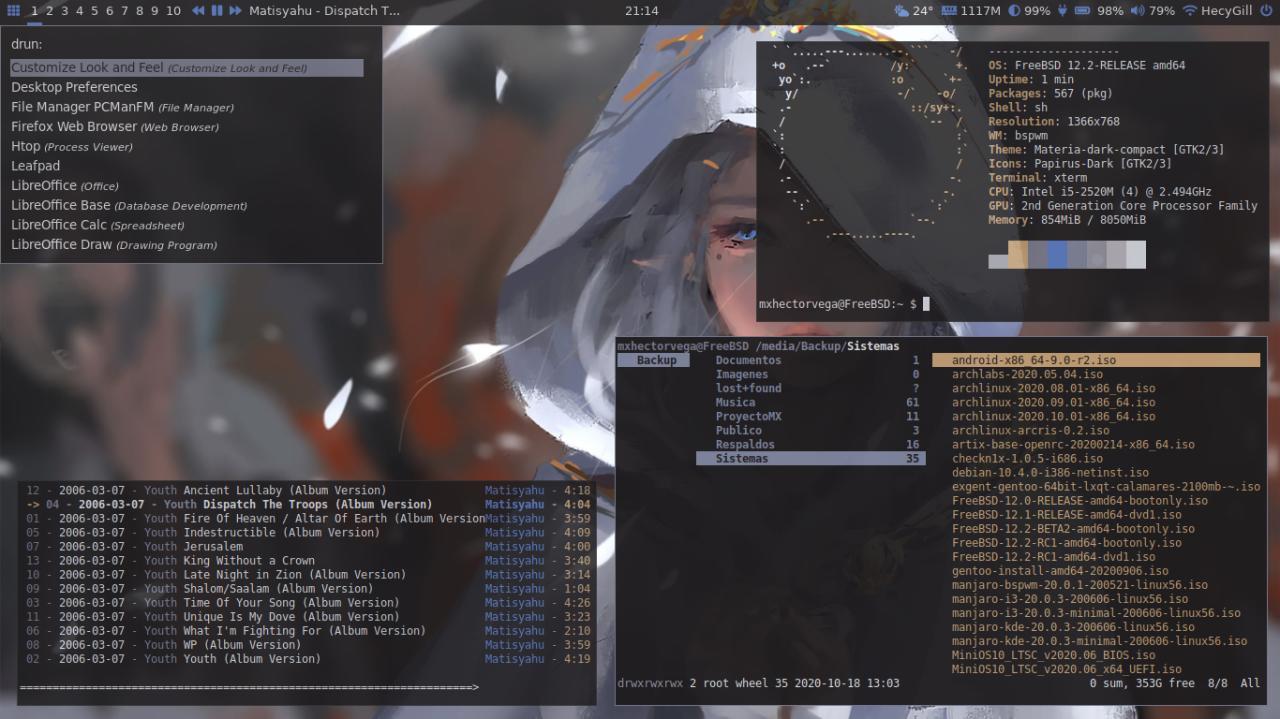 1 2 3 4 5 6 7 8 9 10 Matisyahu - Dispatch T... 21:14 24° 1117M 99% 98% 79% HecyGill
drun:
Customize Look and Feel (Customize Look and Feel)
Desktop Preferences
File Manager PCManFM (File Manager)
Firefox Web Browser (Web Browser)
Htop (Process Viewer)
Leafpad
LibreOffice (Office)
LibreOffice Base (Database Development)
LibreOffice Calc (Spreadsheet)
LibreOffice Draw (Drawing Program)
--------------------
OS: FreeBSD 12.2-RELEASE amd64
Uptime: 1 min
Packages: 567 (pkg)
Shell: sh
Resolution: 1366x768
WM: bspwm
Theme: Materia-dark-compact [GTK2/3]
Icons: Papirus-Dark [GTK2/3]
Terminal: xterm
CPU: Intel i5-2520M (4) @ 2.494GHz
GPU: 2nd Generation Core Processor Family
Memory: 854MiB / 8050MiB
mxhectorvega@FreeBSD:~ $
mxhectorvega@FreeBSD /media/Backup/Sistemas
Backup
Documentos 1
Imagenes 0
lost+found ?
Musica 61
ProyectoMX 11
Publico 3
Respaldos 16
Sistemas 35
android-x86_64-9.0-r2.iso
archlabs-2020.05.04.iso
archlinux-2020.08.01-x86_64.iso
archlinux-2020.09.01-x86_64.iso
archlinux-2020.10.01-x86_64.iso
archlinux-arcris-0.2.iso
artix-base-openrc-20200214-x86_64.iso
checkn1x-1.0.5-i686.iso
debian-10.4.0-i386-netinst.iso
exgent-gentoo-64bit-lxqt-calamares-2100mb-~.iso
FreeBSD-12.0-RELEASE-amd64-bootonly.iso
FreeBSD-12.1-RELEASE-amd64-dvd1.iso
FreeBSD-12.2-BETA2-amd64-bootonly.iso
FreeBSD-12.2-RC1-amd64-bootonly.iso
FreeBSD-12.2-RC1-amd64-dvd1.iso
gentoo-install-amd64-20200906.iso
manjaro-bspwm-20.0.1-200521-linux56.iso
manjaro-i3-20.0.3-200606-linux56.iso
manjaro-i3-20.0.3-minimal-200606-linux56.iso
manjaro-kde-20.0.3-200606-linux56.iso
manjaro-kde-20.0.3-minimal-200606-linux56.iso
MiniOS10_LTSC_v2020.06_BIOS.iso
MiniOS10_LTSC_v2020.06_x64_UEFI.iso
drwxrwxrwx 2 root wheel 35 2020-10-18 13:03 0 sum, 353G free 8/8 All
12 - 2006-03-07 - Youth Ancient Lullaby (Album Version) Matisyahu - 4:18
-> 04 - 2006-03-07 - Youth Dispatch The Troops (Album Version) Matisyahu - 4:04
01 - 2006-03-07 - Youth Fire Of Heaven / Altar Of Earth (Album Version Matisyahu - 3:59
05 - 2006-03-07 - Youth Indestructible (Album Version) Matisyahu - 4:09
07 - 2006-03-07 - Youth Jerusalem Matisyahu - 4:00
13 - 2006-03-07 - Youth King Without a Crown Matisyahu - 3:40
10 - 2006-03-07 - Youth Late Night in Zion (Album Version) Matisyahu - 3:14
09 - 2006-03-07 - Youth Shalom/Saalam (Album Version) Matisyahu - 1:04
03 - 2006-03-07 - Youth Time Of Your Song (Album Version) Matisyahu - 4:26
11 - 2006-03-07 - Youth Unique Is My Dove (Album Version) Matisyahu - 3:23
06 - 2006-03-07 - Youth What I'm Fighting For (Album Version) Matisyahu - 2:10
08 - 2006-03-07 - Youth WP (Album Version) Matisyahu - 3:59
02 - 2006-03-07 - Youth Youth (Album Version) Matisyahu - 4:19